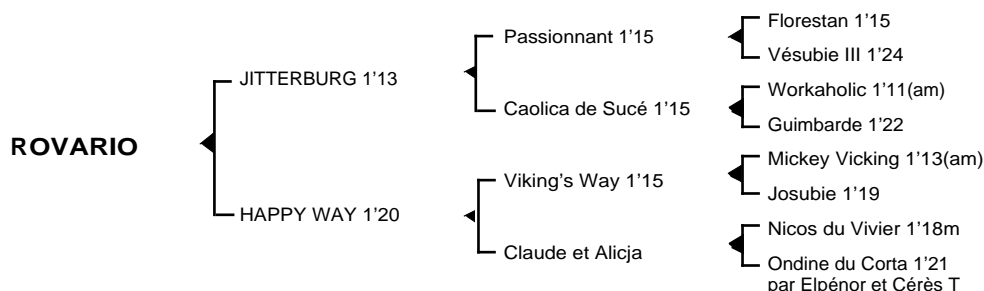 Florestan 1'15
Passionnant 1'15
Vésubie III 1'24
JITTERBURG 1'13
Workaholic 1'11(am)
Caolica de Sucé 1'15
Guimbarde 1'22
ROVARIO
Mickey Vicking 1'13(am)
Viking's Way 1'15
Josubie 1'19
HAPPY WAY 1'20
Nicos du Vivier 1'18m
Claude et Alicja
Ondine du Corta 1'21
par Elpénor et Cérès T